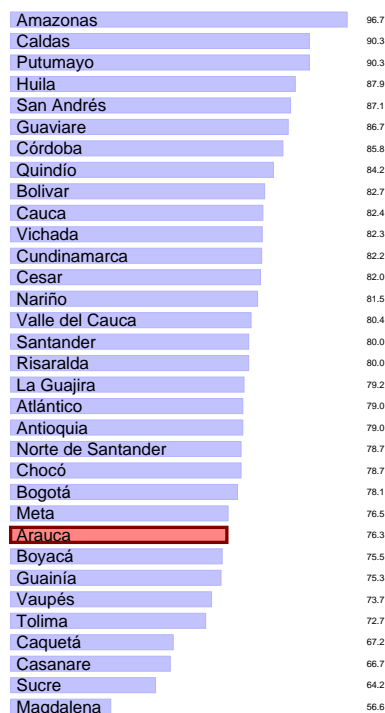 Amazonas 96.7
Caldas 90.3
Putumayo 90.3
Huila 87.9
San Andrés 87.1
Guaviare 86.7
Córdoba 85.8
Quindío 84.2
Bolivar 82.7
Cauca 82.4
Vichada 82.3
Cundinamarca 82.2
Cesar 82.0
Nariño 81.5
Valle del Cauca 80.4
Santander 80.0
Risaralda 80.0
La Guajira 79.2
Atlántico 79.0
Antioquia 79.0
Norte de Santander 78.7
Chocó 78.7
Bogotá 78.1
Meta 76.5
Arauca 76.3
Boyacá 75.5
Guainía 75.3
Vaupés 73.7
Tolima 72.7
Caquetá 67.2
Casanare 66.7
Sucre 64.2
Magdalena 56.6